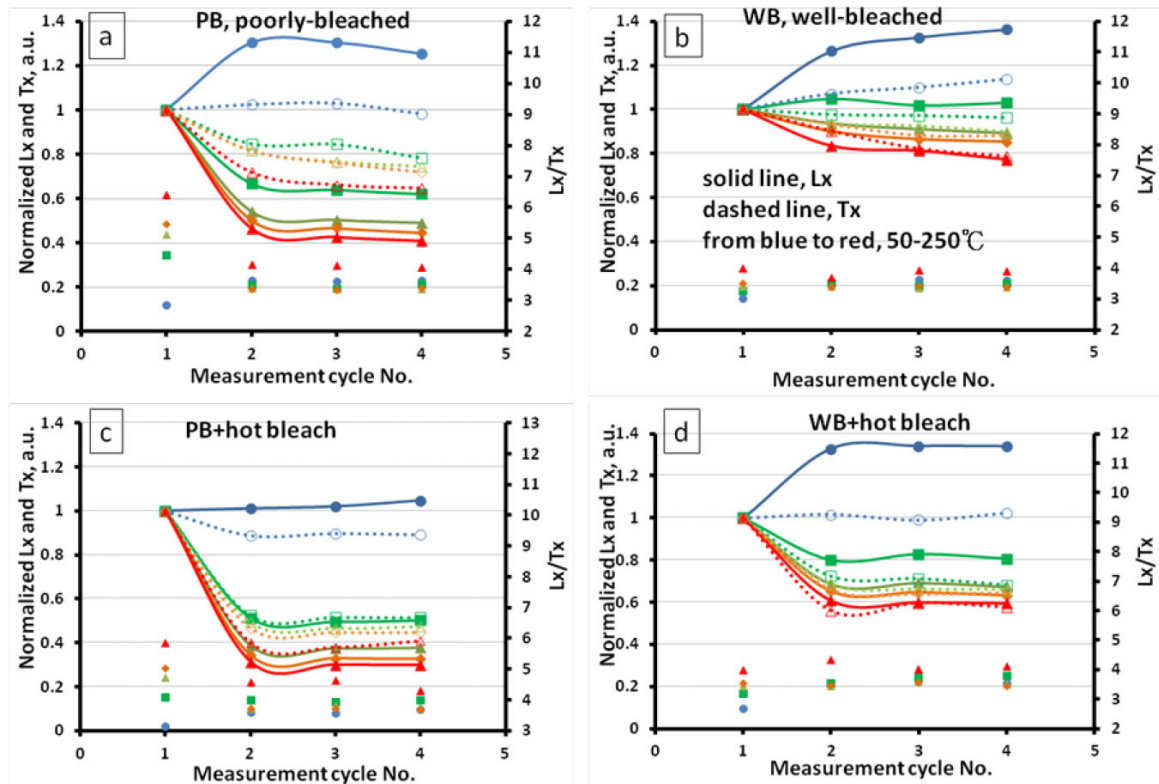 a
PB, poorly-bleached
Normalized Lx and Tx, a.u.
1.4
1.2
1
0.8
0.6
0.4
0.2
0
12
11
10
9
8
7
6
5
4
3
2
Lx/Tx
0 1 2 3 4 5
Measurement cycle No.
b
WB, well-bleached
Normalized Lx and Tx, a.u.
1.4
1.2
1
0.8
0.6
0.4
0.2
0
solid line, Lx
dashed line, Tx
from blue to red, 50-250℃
12
11
10
9
8
7
6
5
4
3
2
Lx/Tx
0 1 2 3 4 5
Measurement cycle No.
c
PB+hot bleach
Normalized Lx and Tx, a.u.
1.4
1.2
1
0.8
0.6
0.4
0.2
0
13
12
11
10
9
8
7
6
5
4
3
Lx/Tx
0 1 2 3 4 5
Measurement cycle No.
d
WB+hot bleach
Normalized Lx and Tx, a.u.
1.4
1.2
1
0.8
0.6
0.4
0.2
0
12
11
10
9
8
7
6
5
4
3
2
Lx/Tx
0 1 2 3 4 5
Measurement cycle No.